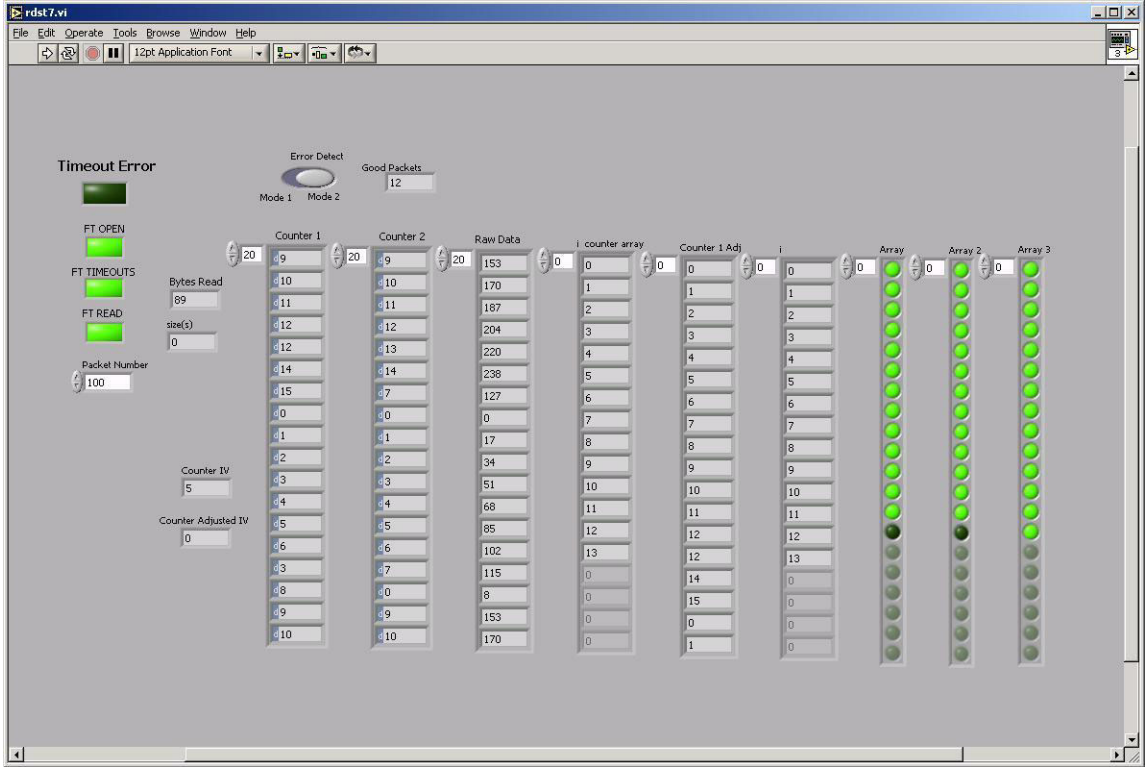 rdst7.vi
File Edit Operate Tools Browse Window Help
12pt Application Font
3
Timeout Error
Error Detect
Mode 1 Mode 2
Good Packets
12
FT OPEN
FT TIMEOUTS
FT READ
Bytes Read
89
size(s)
0
Packet Number
100
Counter IV
5
Counter Adjusted IV
0
Counter 1
20
d 9
d 10
d 11
d 12
d 12
d 14
d 15
d 0
d 1
d 2
d 3
d 4
d 5
d 6
d 3
d 8
d 9
d 10
Counter 2
20
d 9
d 10
d 11
d 12
d 13
d 14
d 7
d 0
d 1
d 2
d 3
d 4
d 5
d 6
d 7
d 0
d 9
d 10
Raw Data
20
153
170
187
204
220
238
127
0
17
34
51
68
85
102
115
8
153
170
i counter array
0
0
1
2
3
4
5
6
7
8
9
10
11
12
13
0
0
0
0
Counter 1 Adj
0
0
1
2
3
4
5
6
7
8
9
10
11
12
12
14
15
0
1
i
0
0
1
2
3
4
5
6
7
8
9
10
11
12
13
0
0
0
0
Array
0
Array 2
0
Array 3
0